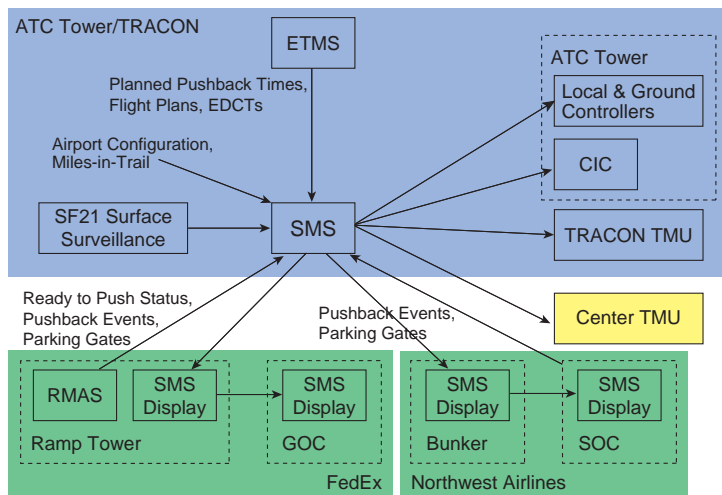 ATC Tower/TRACON
ETMS
Planned Pushback Times,
Flight Plans, EDCTs
ATC Tower
Local & Ground
Controllers
Airport Configuration,
Miles-in-Trail
CIC
SF21 Surface
Surveillance
SMS
TRACON TMU
Ready to Push Status,
Pushback Events,
Parking Gates
Pushback Events,
Parking Gates
Center TMU
RMAS
SMS
Display
SMS
Display
SMS
Display
SMS
Display
Ramp Tower
GOC
Bunker
SOC
FedEx
Northwest Airlines